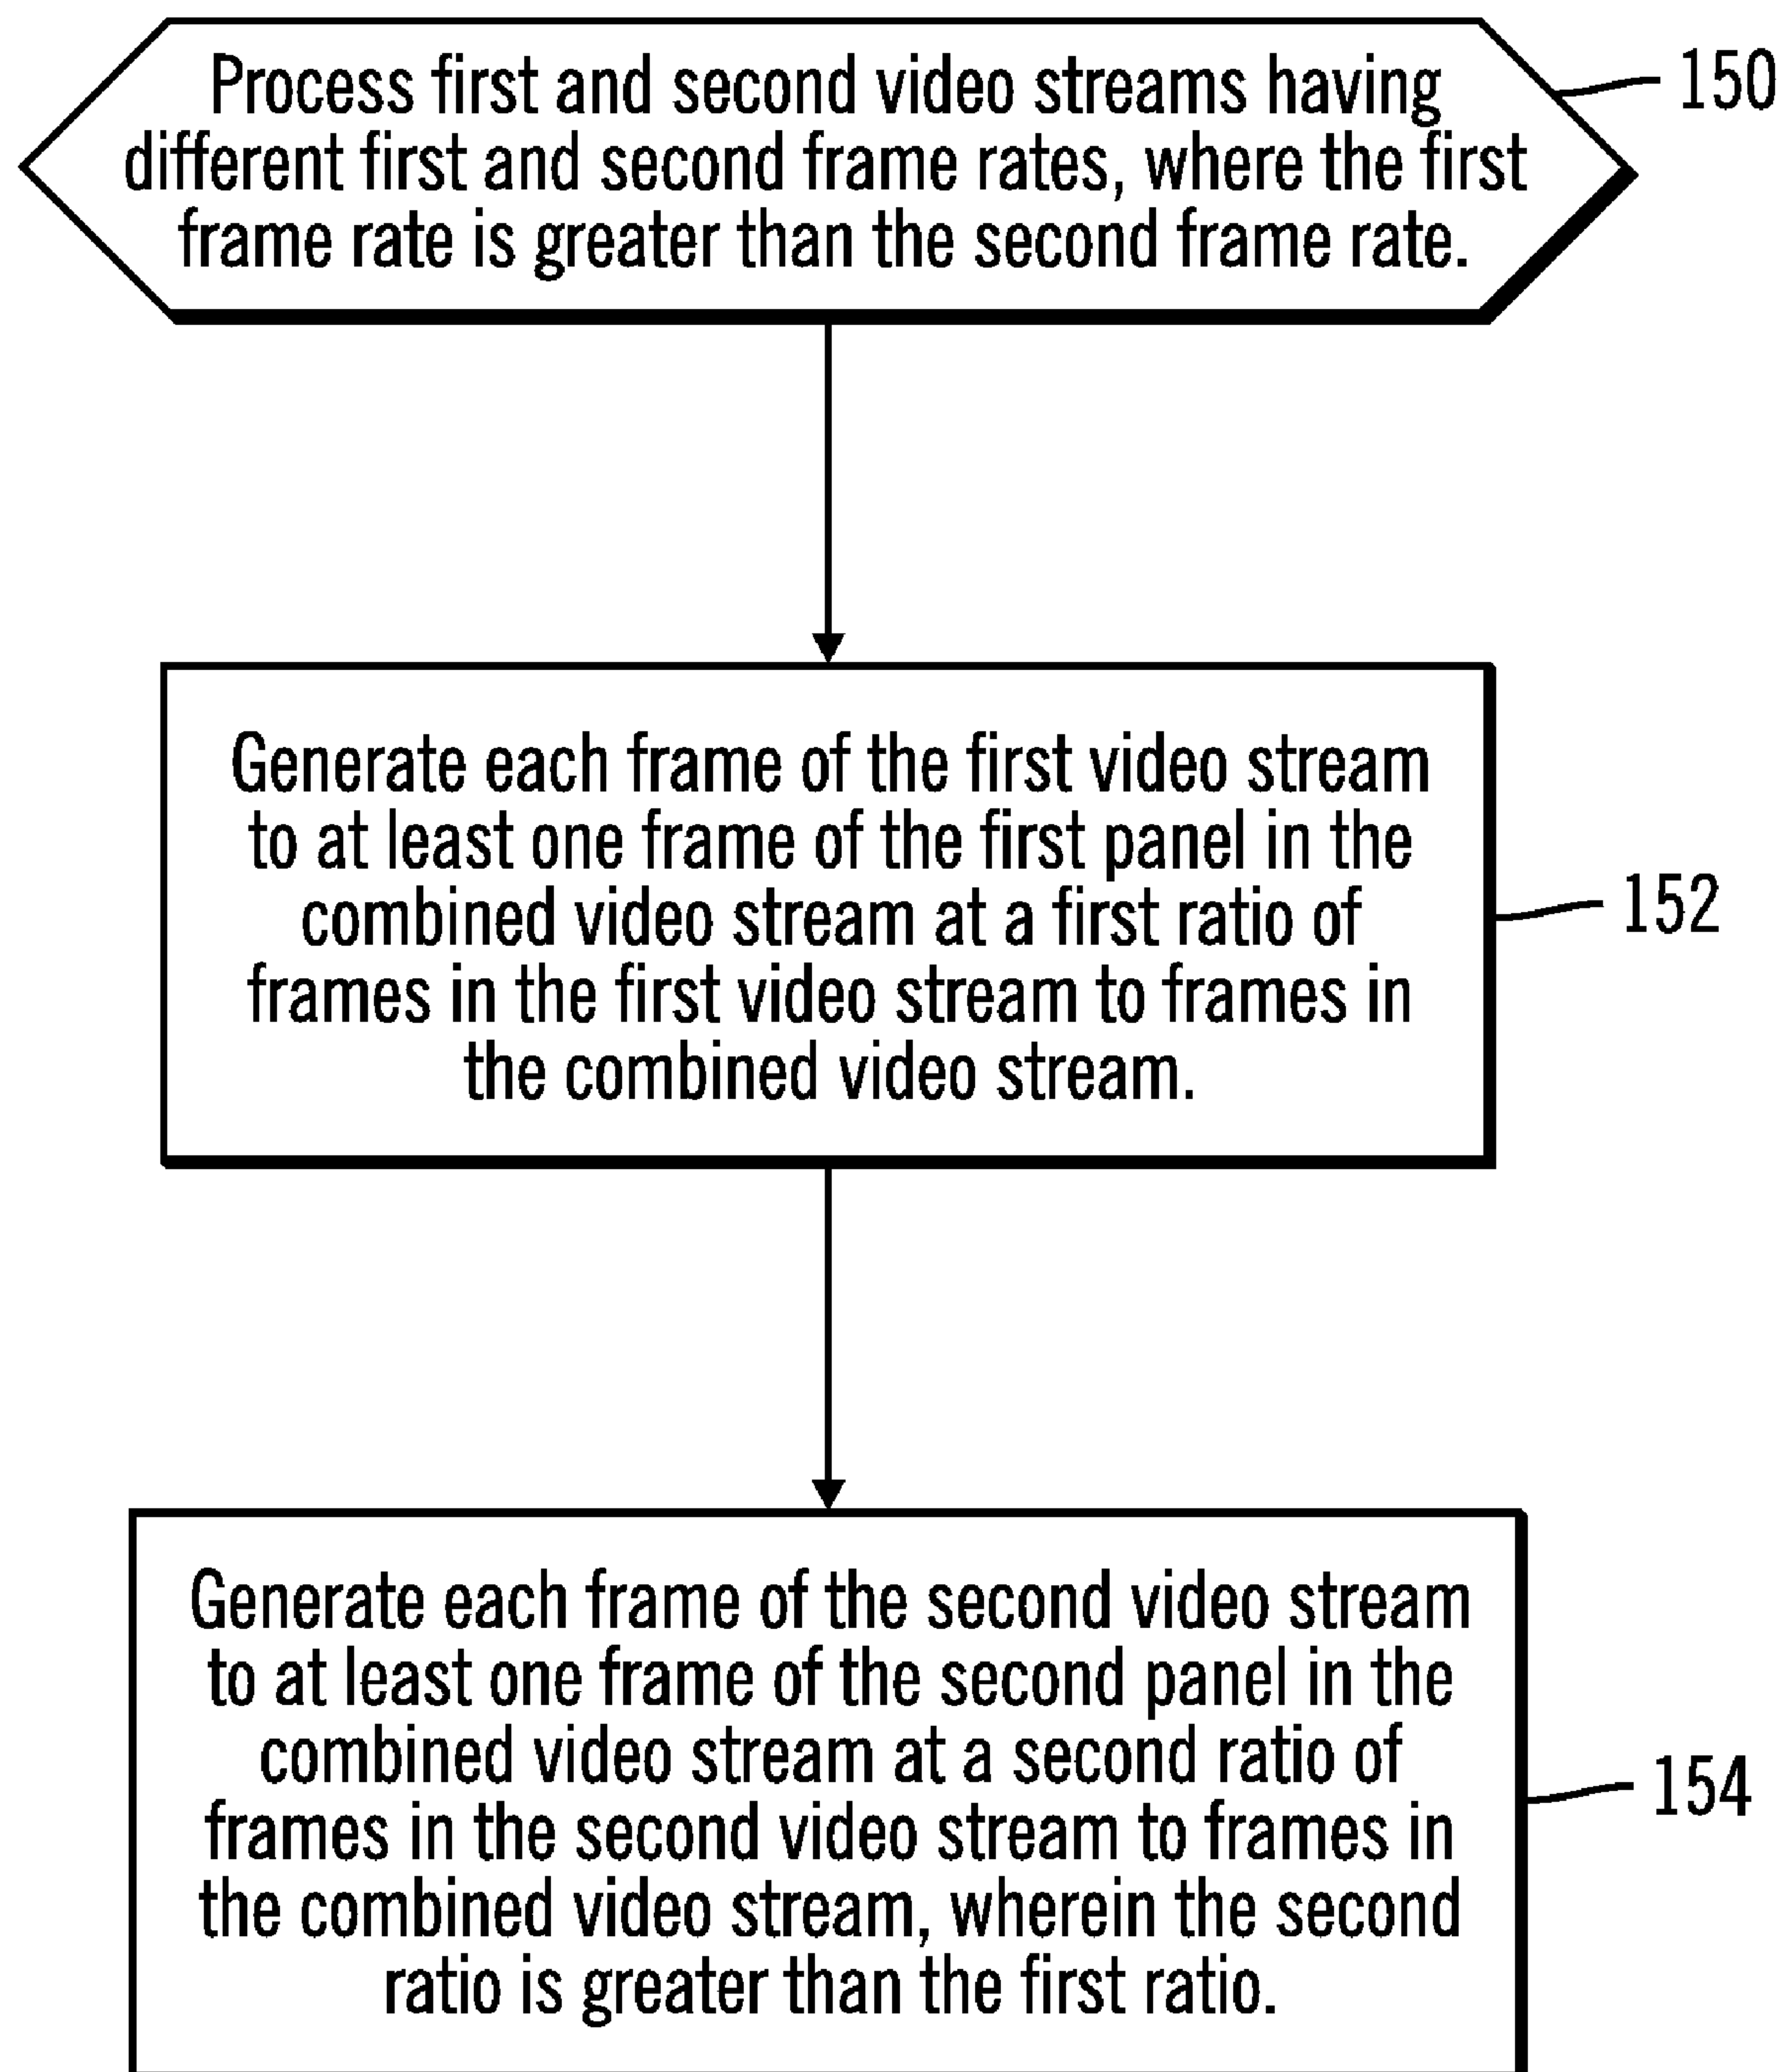 Process first and second video streams having
different first and second frame rates, where the first
frame rate is greater than the second frame rate.
150
Generate each frame of the first video stream
to at least one frame of the first panel in the
combined video stream at a first ratio of
frames in the first video stream to frames in
the combined video stream.
152
Generate each frame of the second video stream
to at least one frame of the second panel in the
combined video stream at a second ratio of
frames in the second video stream to frames in
the combined video stream, wherein the second
ratio is greater than the first ratio.
154